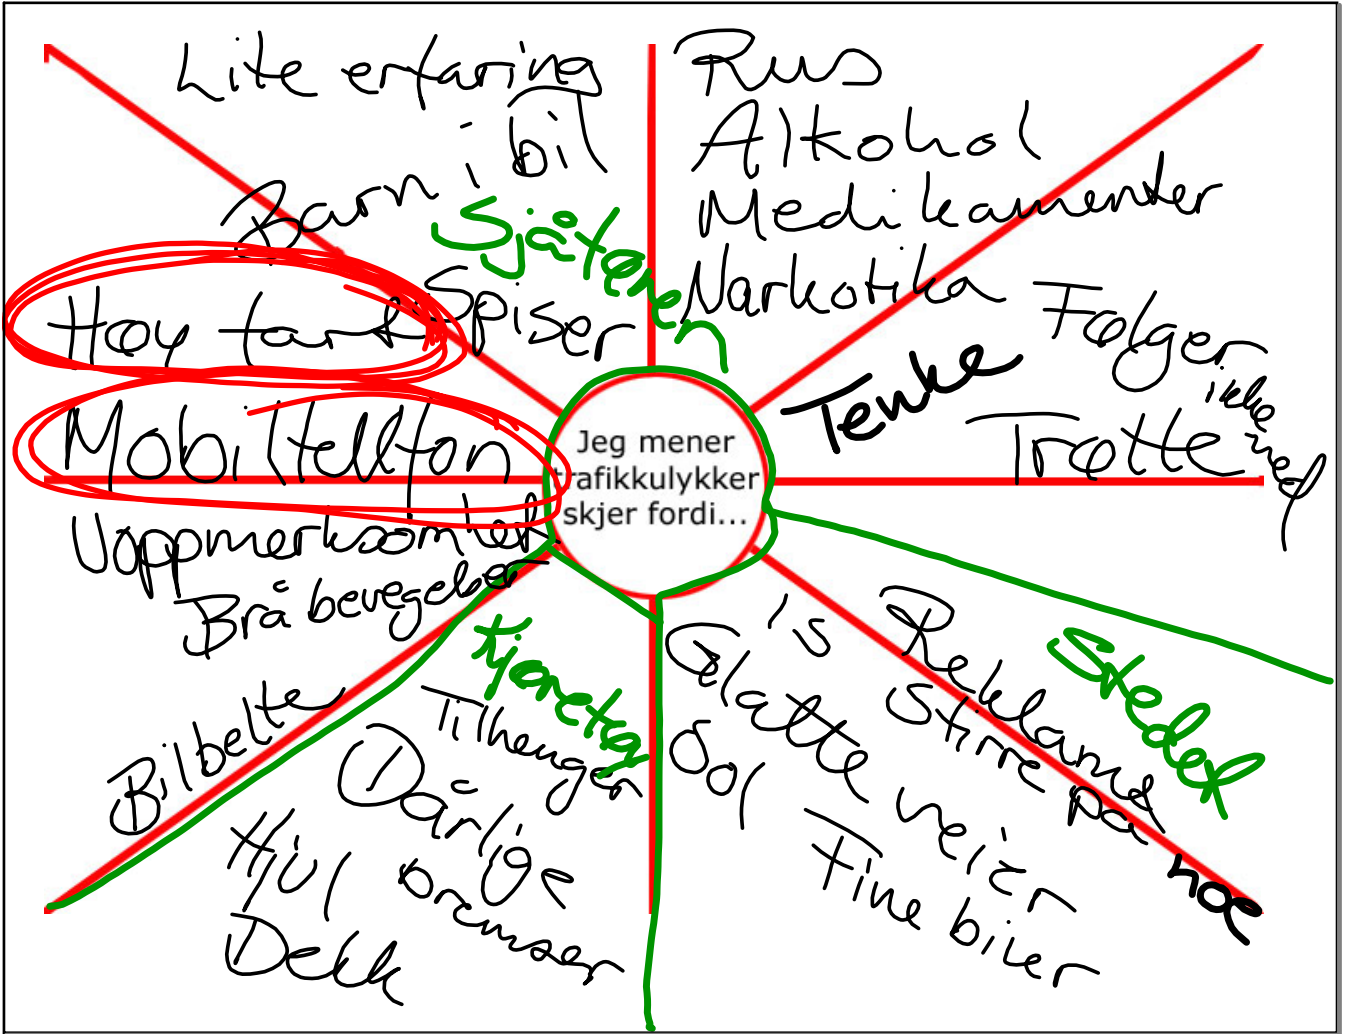 Lite erfaring
Barn i bil
Sjåføren
Spiser
Høy fart
Mobiltellfon
Uoppmerksomhet
Brå bevegelser
Bilbelte
Rus
Alkohol
Medikamenter
Narkotika
Følger
ikke
med
Tenke
Trøtte
Jeg mener
trafikkulykker
skjer fordi...
Kjøretøy
Tilhenger
Dårlige
bremser
Hjul
Dekk
is
Glatte veier
Sol
Fine biler
Reklame
Stirre på noe
Stedet